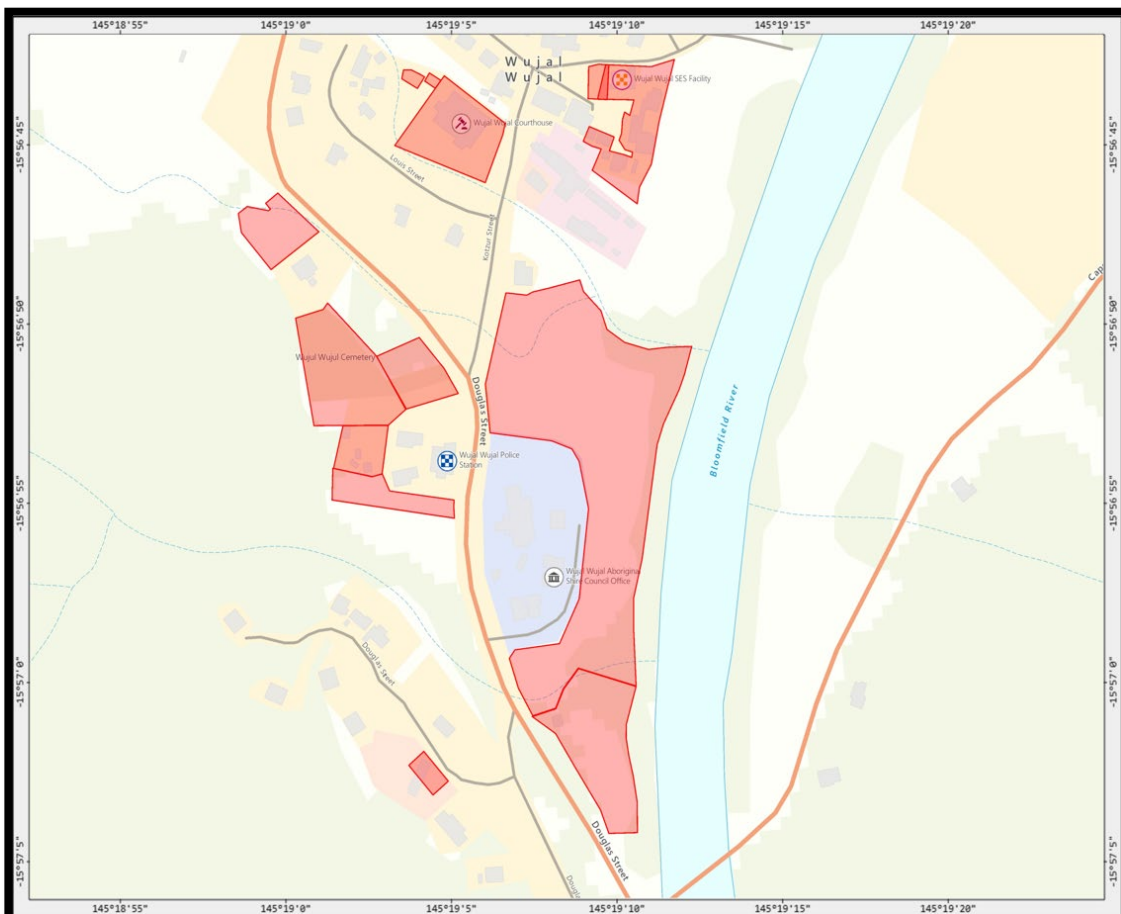 145°18'55" 145°19'0" 145°19'5" 145°19'10" 145°19'15" 145°19'20"
Wujal
Wujal
Wujal Wujal SES Facility
Wujal Wujal Courthouse
-15°56'45"
-15°56'45"
Louis Street
Kotzur Street
Cap
-15°56'50"
-15°56'50"
Wujul Wujul Cemetery
Douglas Street
Bloomfield River
Wujal Wujal Police
Station
-15°56'55"
-15°56'55"
Wujal Wujal Aborigina
Shire Council Office
Douglas Street
-15°57'0"
-15°57'0"
Douglas Street
-15°57'5"
-15°57'5"
Dougla
145°18'55" 145°19'0" 145°19'5" 145°19'10" 145°19'15" 145°19'20"